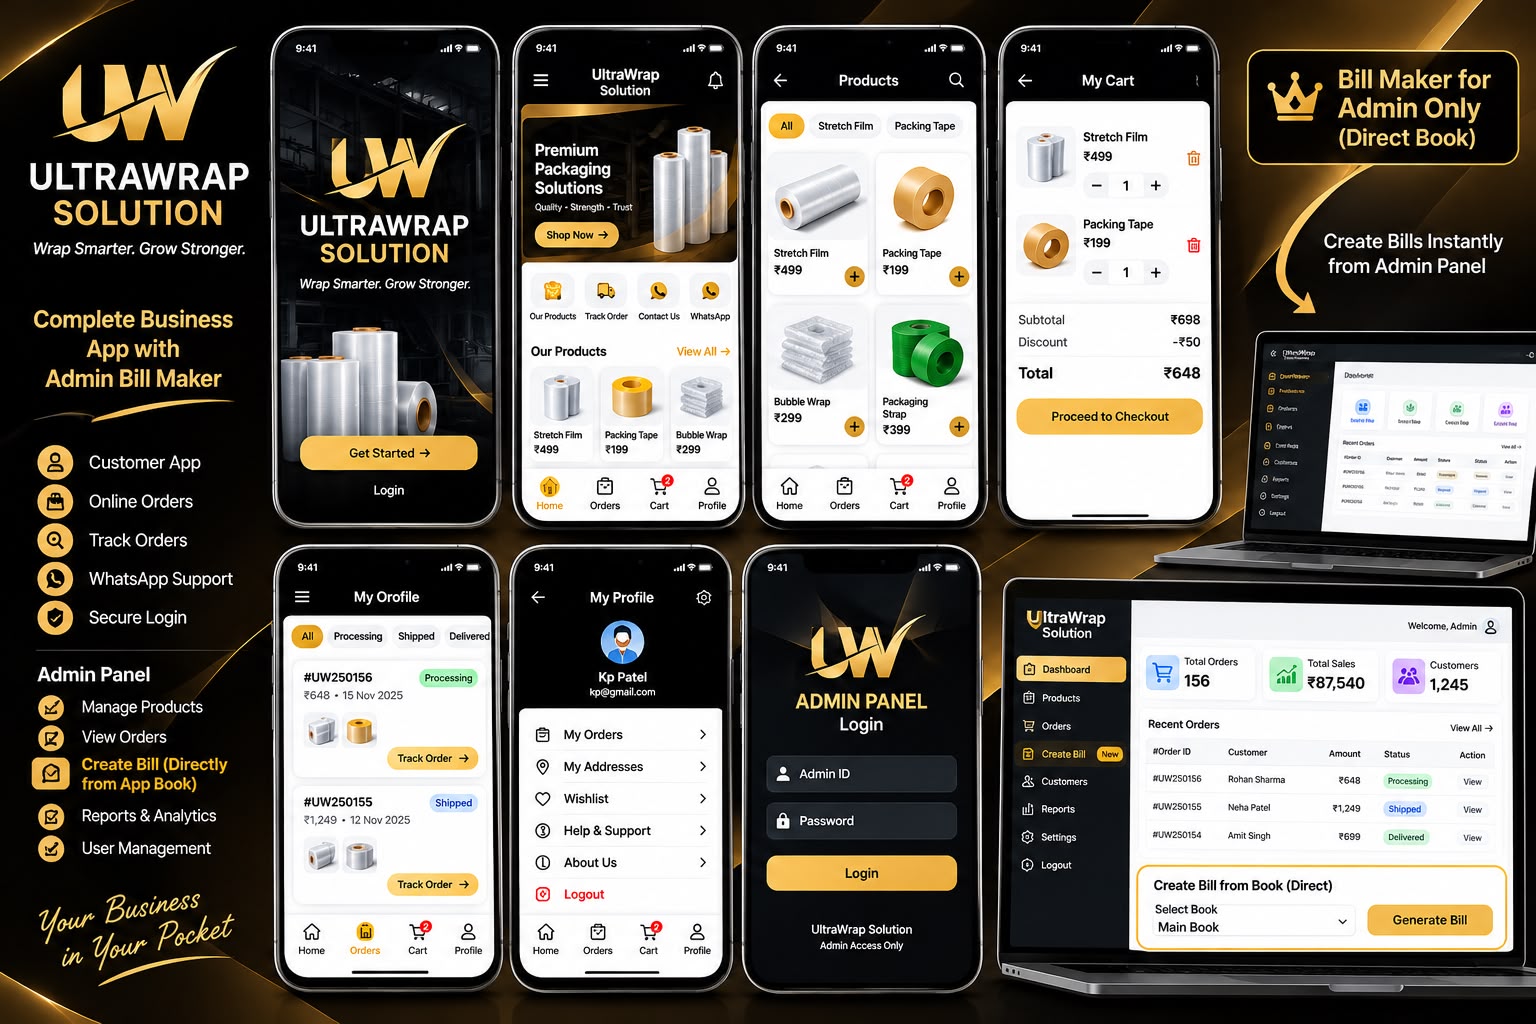 UW
ULTRAWRAP
SOLUTION
Wrap Smarter. Grow Stronger.
Complete Business
App with
Admin Bill Maker
Customer App
Online Orders
Track Orders
WhatsApp Support
Secure Login
Admin Panel
Manage Products
View Orders
Create Bill (Directly
from App Book)
Reports & Analytics
User Management
Your Business
in Your Pocket
9:41
UW
ULTRAWRAP
SOLUTION
Wrap Smarter. Grow Stronger.
Get Started →
Login
9:41
UltraWrap
Solution
Premium
Packaging
Solutions
Quality - Strength - Trust
Shop Now →
Our Products
Track Order
Contact Us
WhatsApp
Our Products
View All →
Stretch Film
₹499
Packing Tape
₹199
Bubble Wrap
₹299
Home
Orders
2
Cart
Profile
9:41
Products
All
Stretch Film
Packing Tape
Stretch Film
₹499
Packing Tape
₹199
Bubble Wrap
₹299
Packaging
Strap
₹399
Home
Orders
2
Cart
Profile
9:41
My Cart
Stretch Film
₹499
− 1 +
Packing Tape
₹199
− 1 +
Subtotal ₹698
Discount -₹50
Total ₹648
Proceed to Checkout
Bill Maker for
Admin Only
(Direct Book)
Create Bills Instantly
from Admin Panel
Recent Orders
9:41
My Orofile
All
Processing
Shipped
Delivered
#UW250156
Processing
₹648 • 15 Nov 2025
Track Order →
#UW250155
Shipped
₹1,249 • 12 Nov 2025
Track Order →
Home
Orders
2
Cart
Profile
9:41
My Profile
Kp Patel
kp@gmail.com
My Orders
My Addresses
Wishlist
Help & Support
About Us
Logout
Home
Orders
2
Cart
Profile
9:41
UW
ADMIN PANEL
Login
Admin ID
Password
Login
UltraWrap Solution
Admin Access Only
UltraWrap
Solution
Dashboard
Products
Orders
Create Bill New
Customers
Reports
Settings
Logout
Welcome, Admin
Total Orders
156
Total Sales
₹87,540
Customers
1,245
Recent Orders
View All →
#Order ID Customer Amount Status Action
#UW250156 Rohan Sharma ₹648 Processing View
#UW250155 Neha Patel ₹1,249 Shipped View
#UW250154 Amit Singh ₹699 Delivered View
Create Bill from Book (Direct)
Select Book
Main Book
Generate Bill